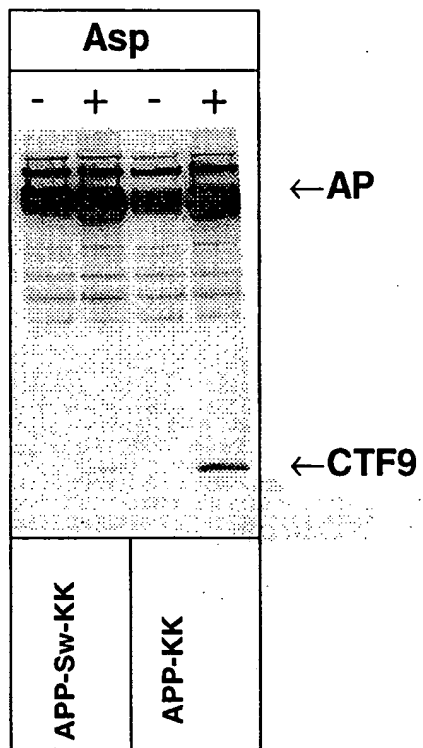 Asp
- + - +
←AP
←CTF9
APP-Sw-KK
APP-KK